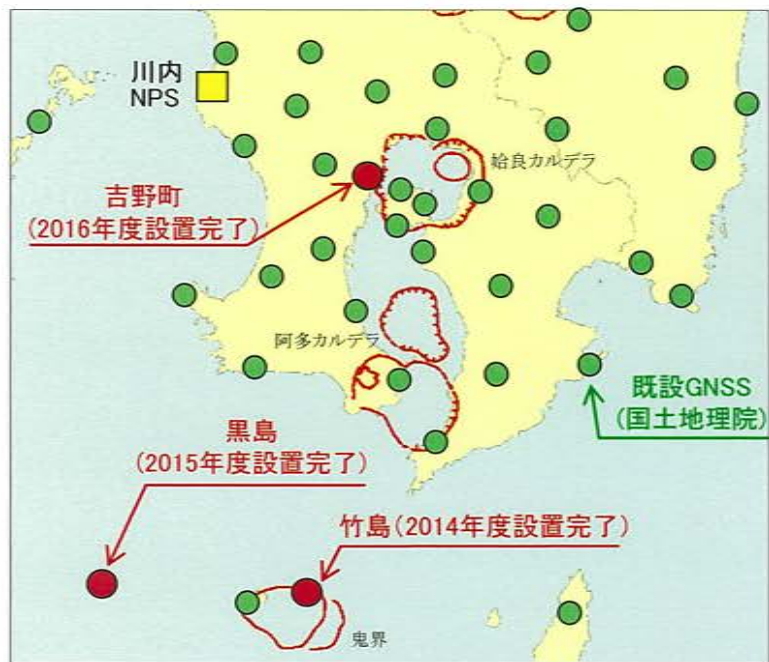 川内
NPS
姶良カルデラ
吉野町
(2016年度設置完了)
阿多カルデラ
既設GNSS
(国土地理院)
黒島
(2015年度設置完了)
竹島(2014年度設置完了)
鬼界